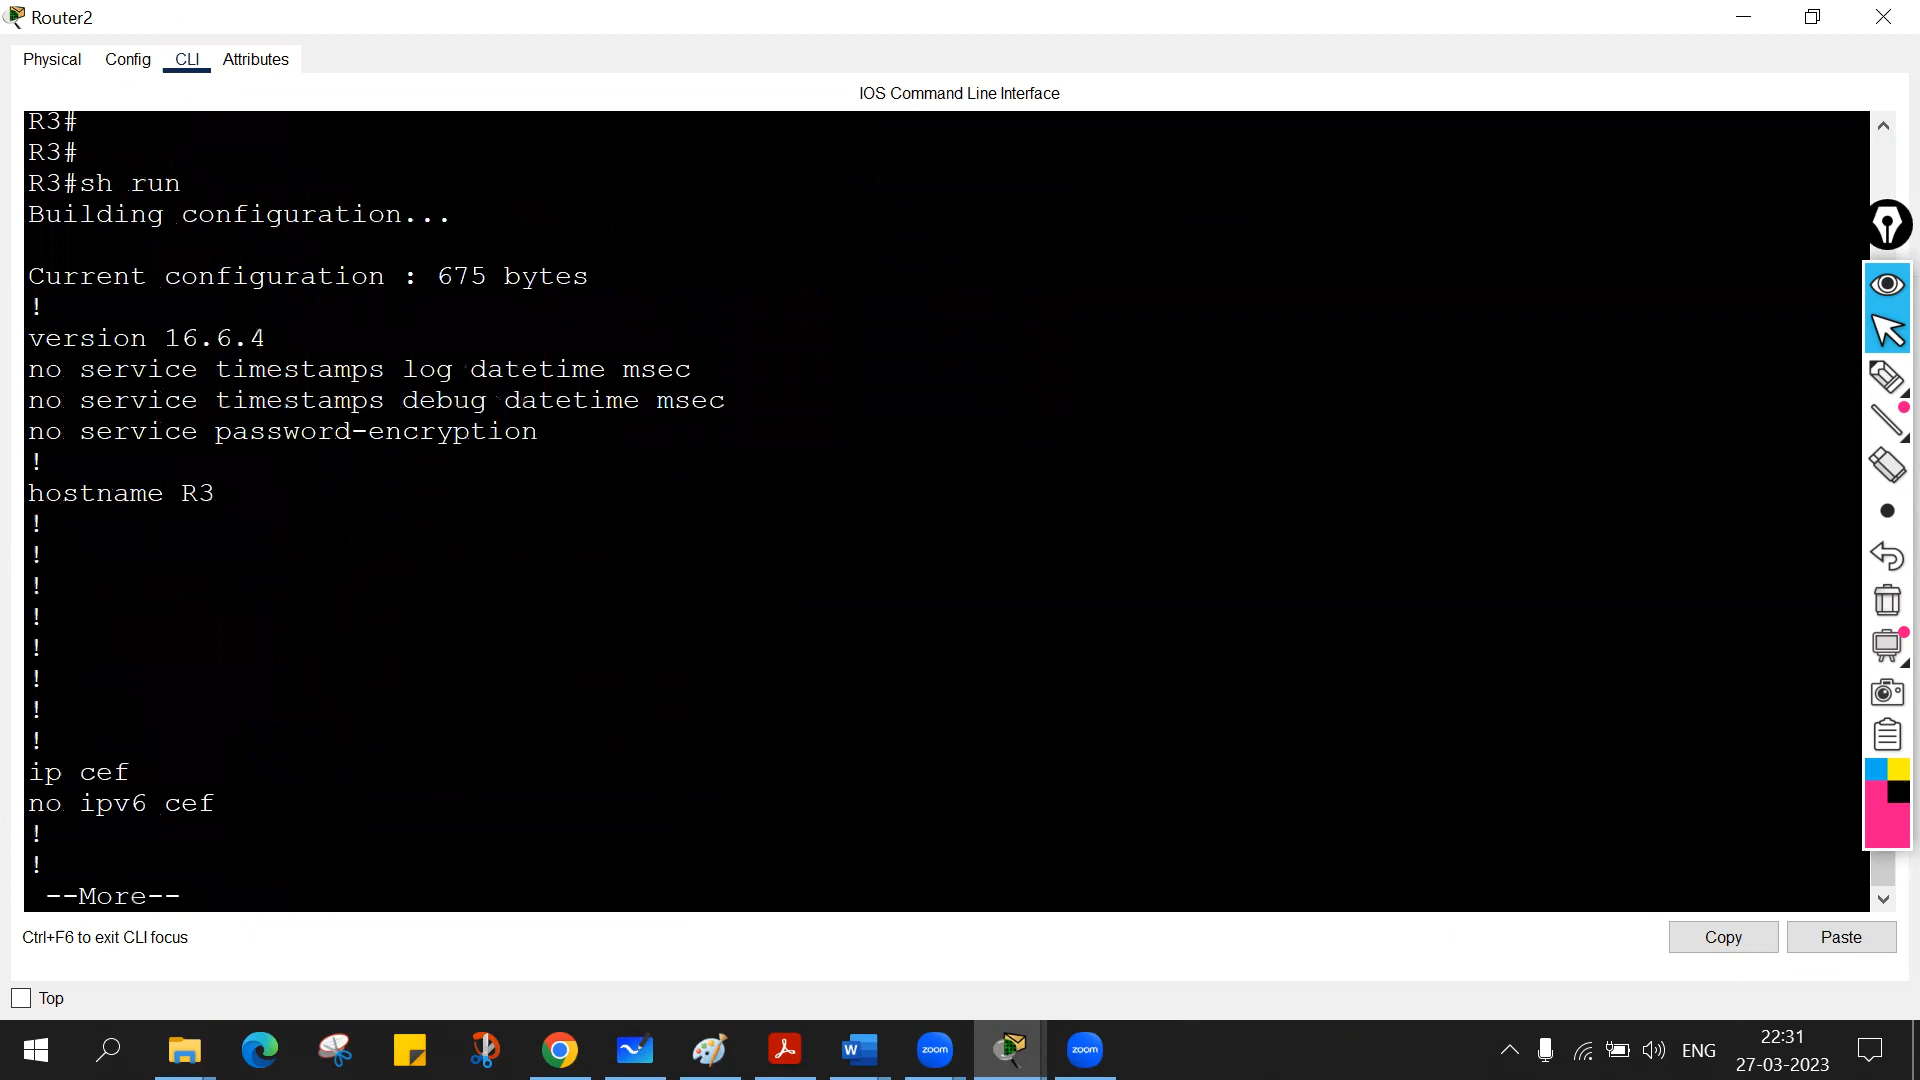 Router2
Physical Config CLI Attributes
IOS Command Line Interface
R3#
R3#
R3#sh run
Building configuration...
Current configuration : 675 bytes
!
version 16.6.4
no service timestamps log datetime msec
no service timestamps debug datetime msec
no service password-encryption
!
hostname R3
!
!
!
!
!
!
!
!
ip cef
no ipv6 cef
!
!
--More--
Ctrl+F6 to exit CLI focus
Copy Paste
Top
W zoom zoom
ENG
22:31
27-03-2023